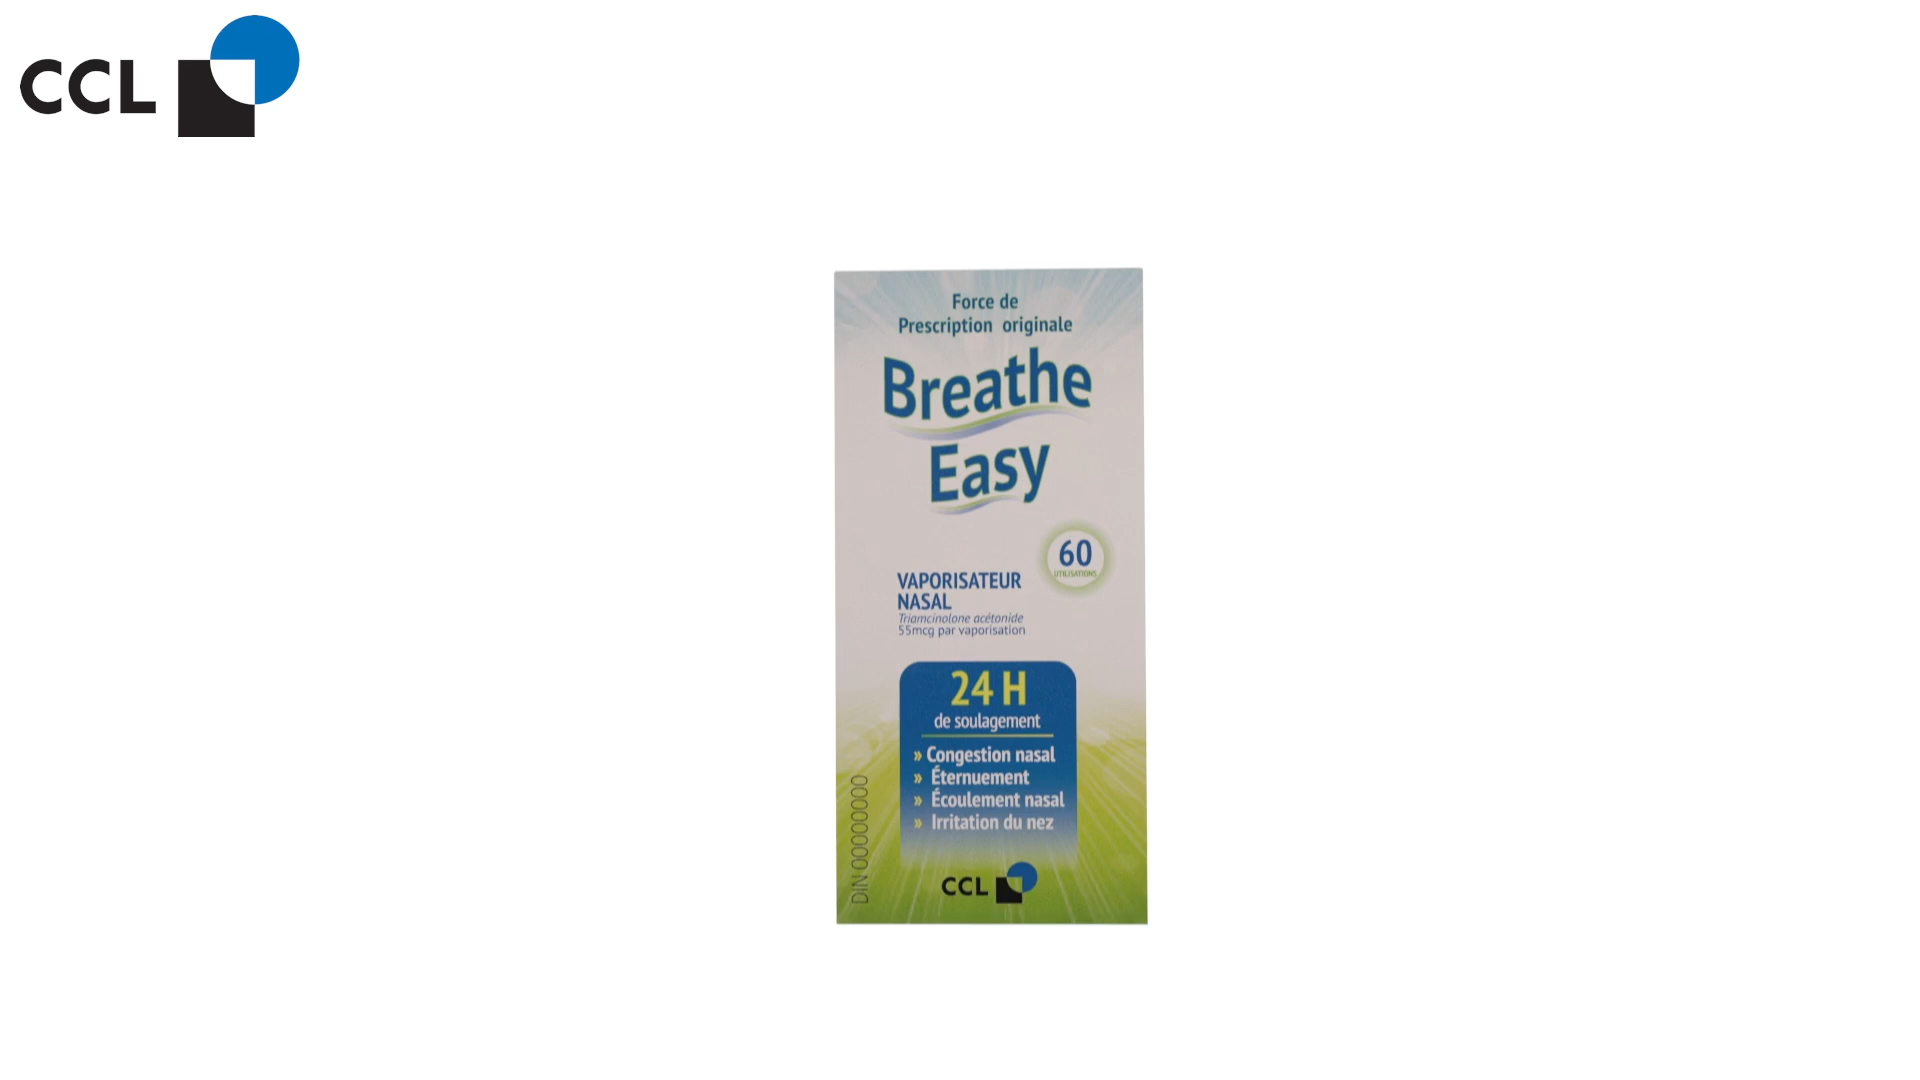 CCL
Force de
Prescription originale
Breathe
Easy
60
UTILISATIONS
VAPORISATEUR
NASAL
Triamcinolone acétonide
55mcg par vaporisation
24 H
de soulagement
» Congestion nasal
» Éternuement
» Écoulement nasal
» Irritation du nez
DIN 00000000
CCL